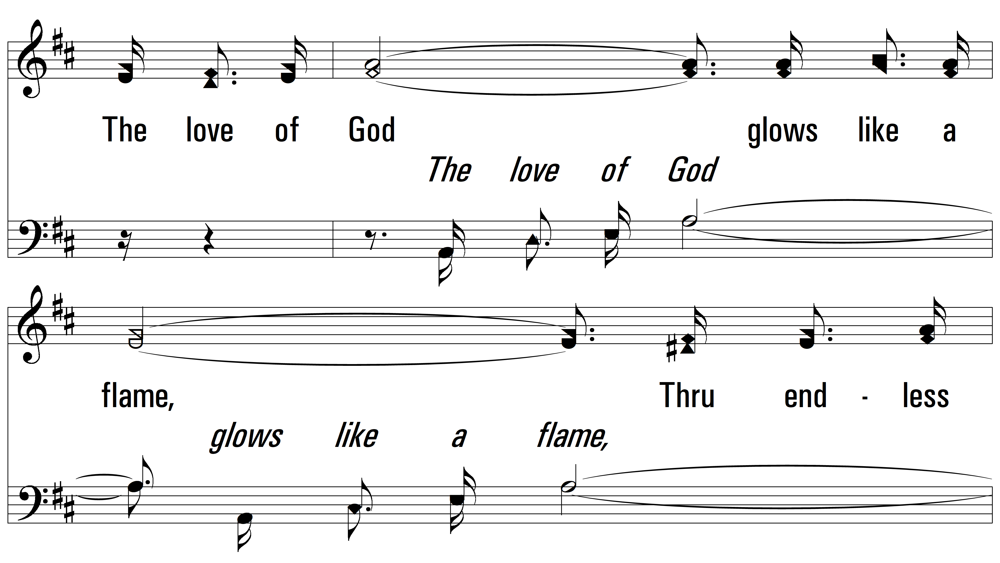 The love of God glows like a
The love of God
flame, Thru end - less
glows like a flame,